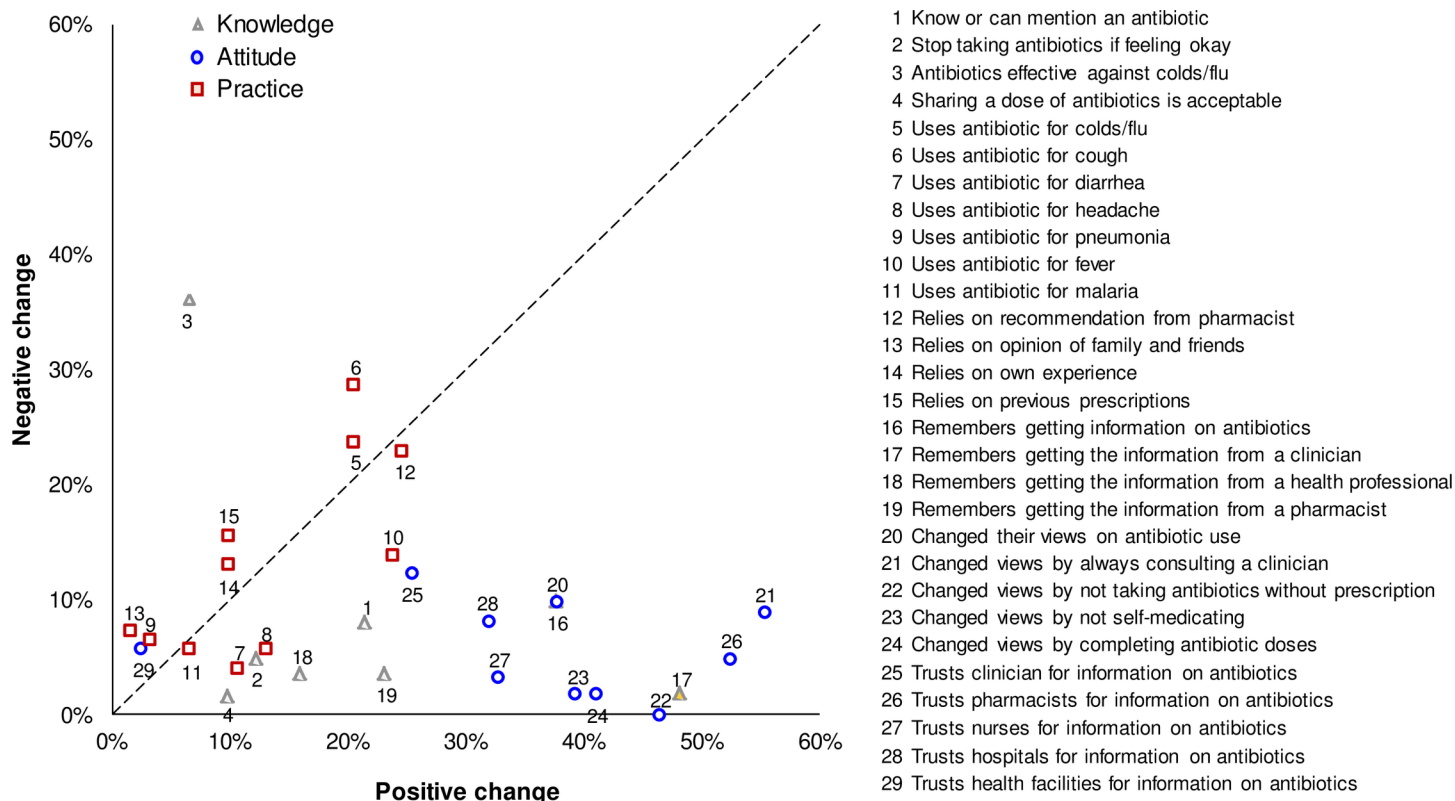 60%
50%
40%
30%
20%
10%
0%
Negative change
Knowledge
Attitude
Practice
3
6
5
12
15
14
10
25
13
9
29
11
7
8
2
4
1
18
19
28
27
20
16
23
24
22
17
26
21
0%
10%
20%
30%
40%
50%
60%
Positive change
1 Know or can mention an antibiotic
2 Stop taking antibiotics if feeling okay
3 Antibiotics effective against colds/flu
4 Sharing a dose of antibiotics is acceptable
5 Uses antibiotic for colds/flu
6 Uses antibiotic for cough
7 Uses antibiotic for diarrhea
8 Uses antibiotic for headache
9 Uses antibiotic for pneumonia
10 Uses antibiotic for fever
11 Uses antibiotic for malaria
12 Relies on recommendation from pharmacist
13 Relies on opinion of family and friends
14 Relies on own experience
15 Relies on previous prescriptions
16 Remembers getting information on antibiotics
17 Remembers getting the information from a clinician
18 Remembers getting the information from a health professional
19 Remembers getting the information from a pharmacist
20 Changed their views on antibiotic use
21 Changed views by always consulting a clinician
22 Changed views by not taking antibiotics without prescription
23 Changed views by not self-medicating
24 Changed views by completing antibiotic doses
25 Trusts clinician for information on antibiotics
26 Trusts pharmacists for information on antibiotics
27 Trusts nurses for information on antibiotics
28 Trusts hospitals for information on antibiotics
29 Trusts health facilities for information on antibiotics